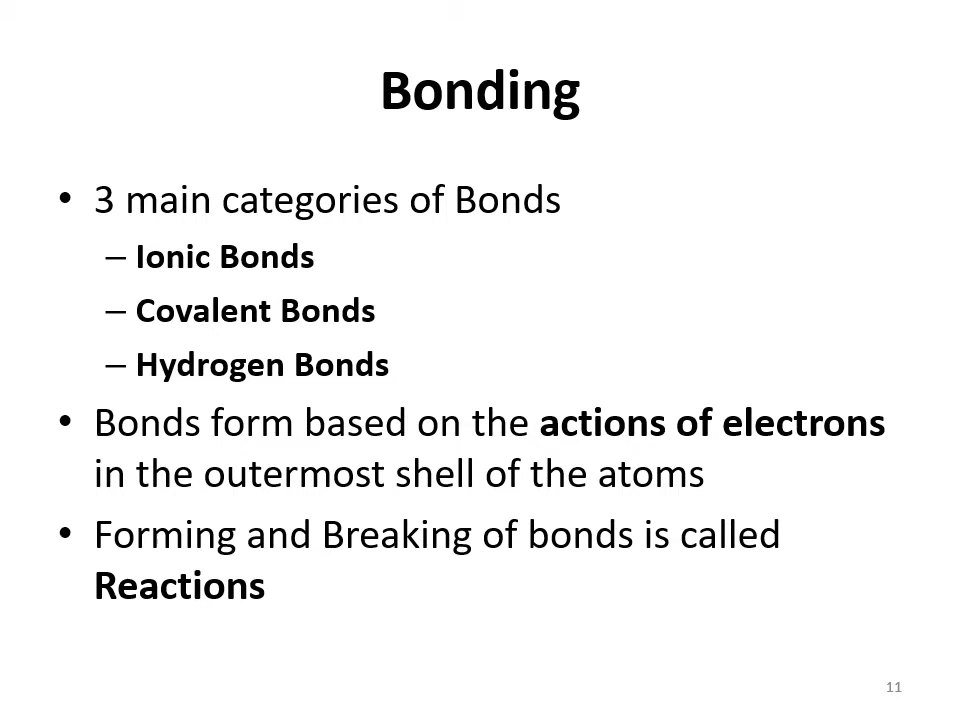 Bonding
• 3 main categories of Bonds
– Ionic Bonds
– Covalent Bonds
– Hydrogen Bonds
• Bonds form based on the actions of electrons
in the outermost shell of the atoms
• Forming and Breaking of bonds is called
Reactions
11